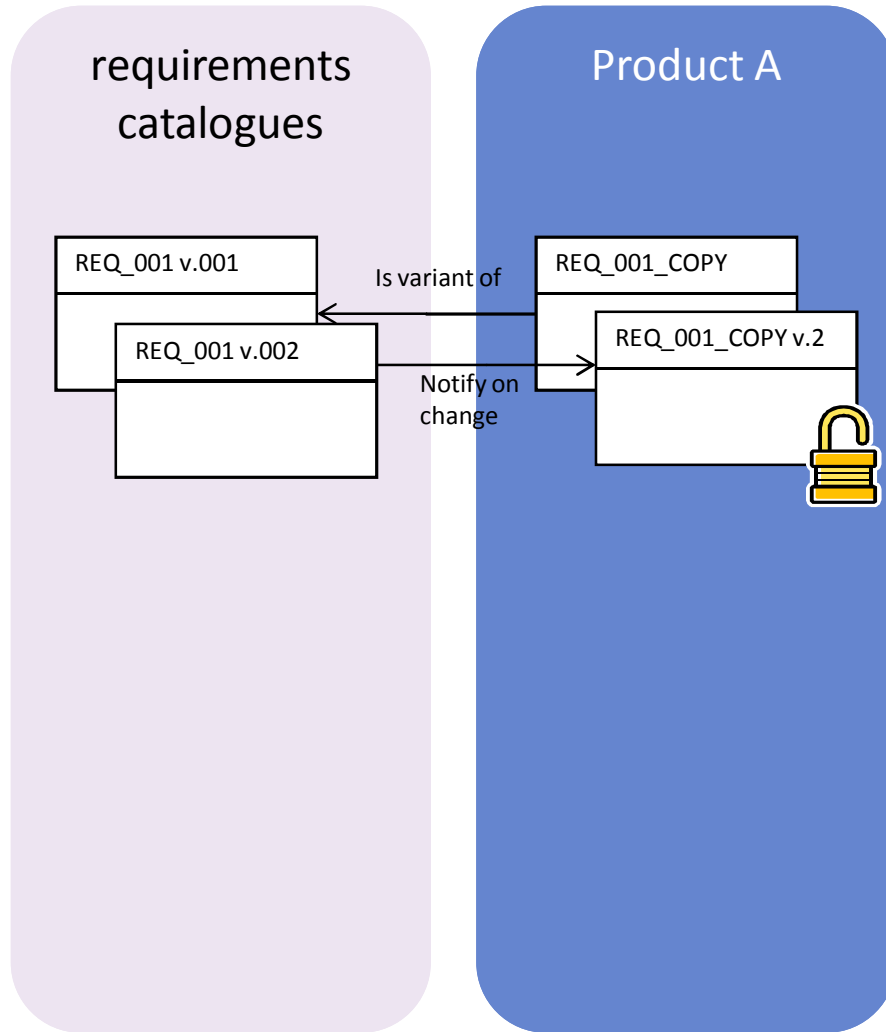 requirements
catalogues
Product A
REQ_001 v.001
Is variant of
REQ_001_COPY
REQ_001 v.002
Notify on
change
REQ_001_COPY v.2